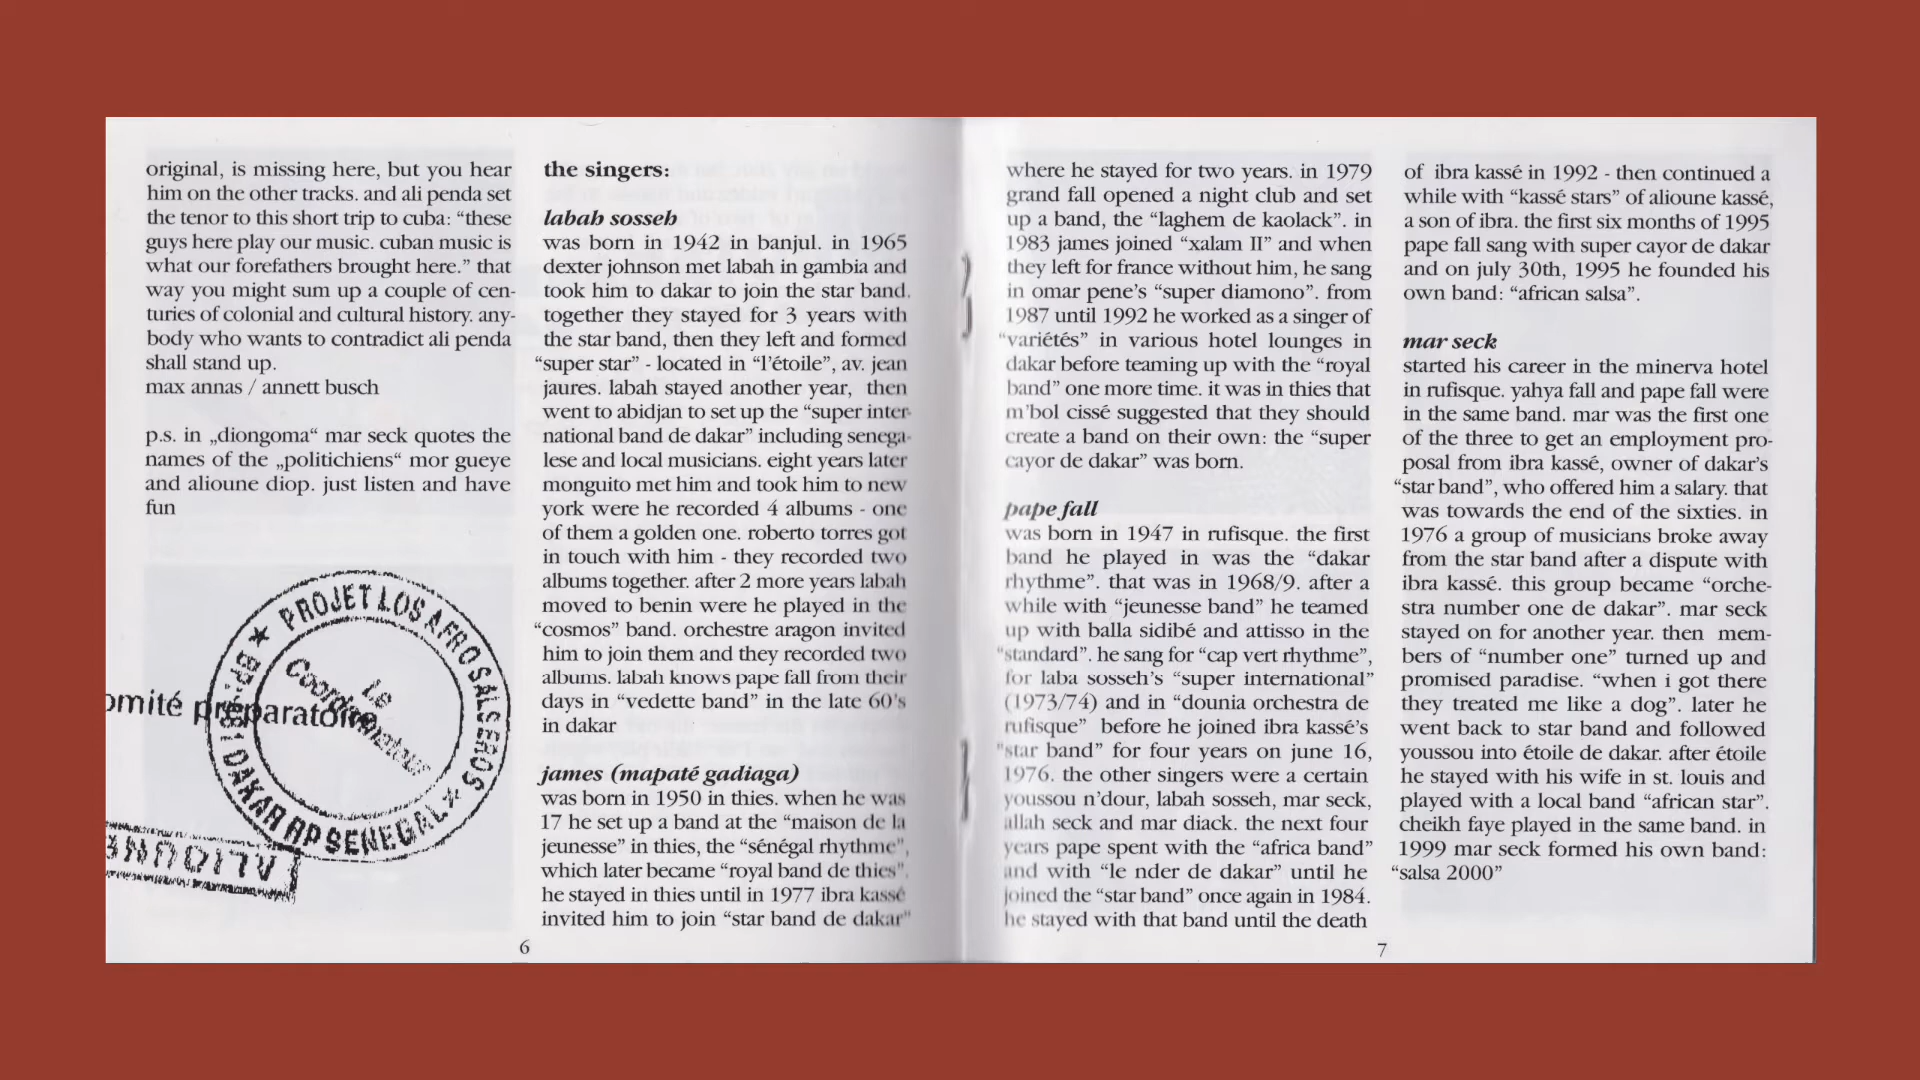 original, is missing here, but you hear
him on the other tracks. and ali penda set
the tenor to this short trip to cuba: “these
guys here play our music. cuban music is
what our forefathers brought here.” that
way you might sum up a couple of cen-
turies of colonial and cultural history. any-
body who wants to contradict ali penda
shall stand up.
max annas / annett busch
p.s. in „diongoma“ mar seck quotes the
names of the „politichiens“ mor gueye
and alioune diop. just listen and have
fun
PROJET LOS AFRO SALSEROS
Le
Coordinateur
DAKAR RP SENEGAL
omité préparatoire
6
the singers:
labah sosseh
was born in 1942 in banjul. in 1965
dexter johnson met labah in gambia and
took him to dakar to join the star band.
together they stayed for 3 years with
the star band, then they left and formed
“super star” - located in “l’étoile”, av. jean
jaures. labah stayed another year, then
went to abidjan to set up the “super inter-
national band de dakar” including senega-
lese and local musicians. eight years later
monguito met him and took him to new
york were he recorded 4 albums - one
of them a golden one. roberto torres got
in touch with him - they recorded two
albums together. after 2 more years labah
moved to benin were he played in the
“cosmos” band. orchestre aragon invited
him to join them and they recorded two
albums. labah knows pape fall from their
days in “vedette band” in the late 60’s
in dakar
james (mapaté gadiaga)
was born in 1950 in thies. when he was
17 he set up a band at the “maison de la
jeunesse” in thies, the “sénégal rhythme”,
which later became “royal band de thies”.
he stayed in thies until in 1977 ibra kassé
invited him to join “star band de dakar”
where he stayed for two years. in 1979
grand fall opened a night club and set
up a band, the “laghem de kaolack”. in
1983 james joined “xalam II” and when
they left for france without him, he sang
in omar pene’s “super diamono”. from
1987 until 1992 he worked as a singer of
“variétés” in various hotel lounges in
dakar before teaming up with the “royal
band” one more time. it was in thies that
m’bol cissé suggested that they should
create a band on their own: the “super
cayor de dakar” was born.
pape fall
was born in 1947 in rufisque. the first
band he played in was the “dakar
rhythme”. that was in 1968/9. after a
while with “jeunesse band” he teamed
up with balla sidibé and attisso in the
“standard”. he sang for “cap vert rhythme”,
for laba sosseh’s “super international”
(1973/74) and in “dounia orchestra de
rufisque” before he joined ibra kassé’s
“star band” for four years on june 16,
1976. the other singers were a certain
youssou n’dour, labah sosseh, mar seck,
allah seck and mar diack. the next four
years pape spent with the “africa band”
and with “le nder de dakar” until he
joined the “star band” once again in 1984.
he stayed with that band until the death
of ibra kassé in 1992 - then continued a
while with “kassé stars” of alioune kassé,
a son of ibra. the first six months of 1995
pape fall sang with super cayor de dakar
and on july 30th, 1995 he founded his
own band: “african salsa”.
mar seck
started his career in the minerva hotel
in rufisque. yahya fall and pape fall were
in the same band. mar was the first one
of the three to get an employment pro-
posal from ibra kassé, owner of dakar’s
“star band”, who offered him a salary. that
was towards the end of the sixties. in
1976 a group of musicians broke away
from the star band after a dispute with
ibra kassé. this group became “orche-
stra number one de dakar”. mar seck
stayed on for another year. then mem-
bers of “number one” turned up and
promised paradise. “when i got there
they treated me like a dog”. later he
went back to star band and followed
youssou into étoile de dakar. after étoile
he stayed with his wife in st. louis and
played with a local band “african star”.
cheikh faye played in the same band. in
1999 mar seck formed his own band:
“salsa 2000”
7